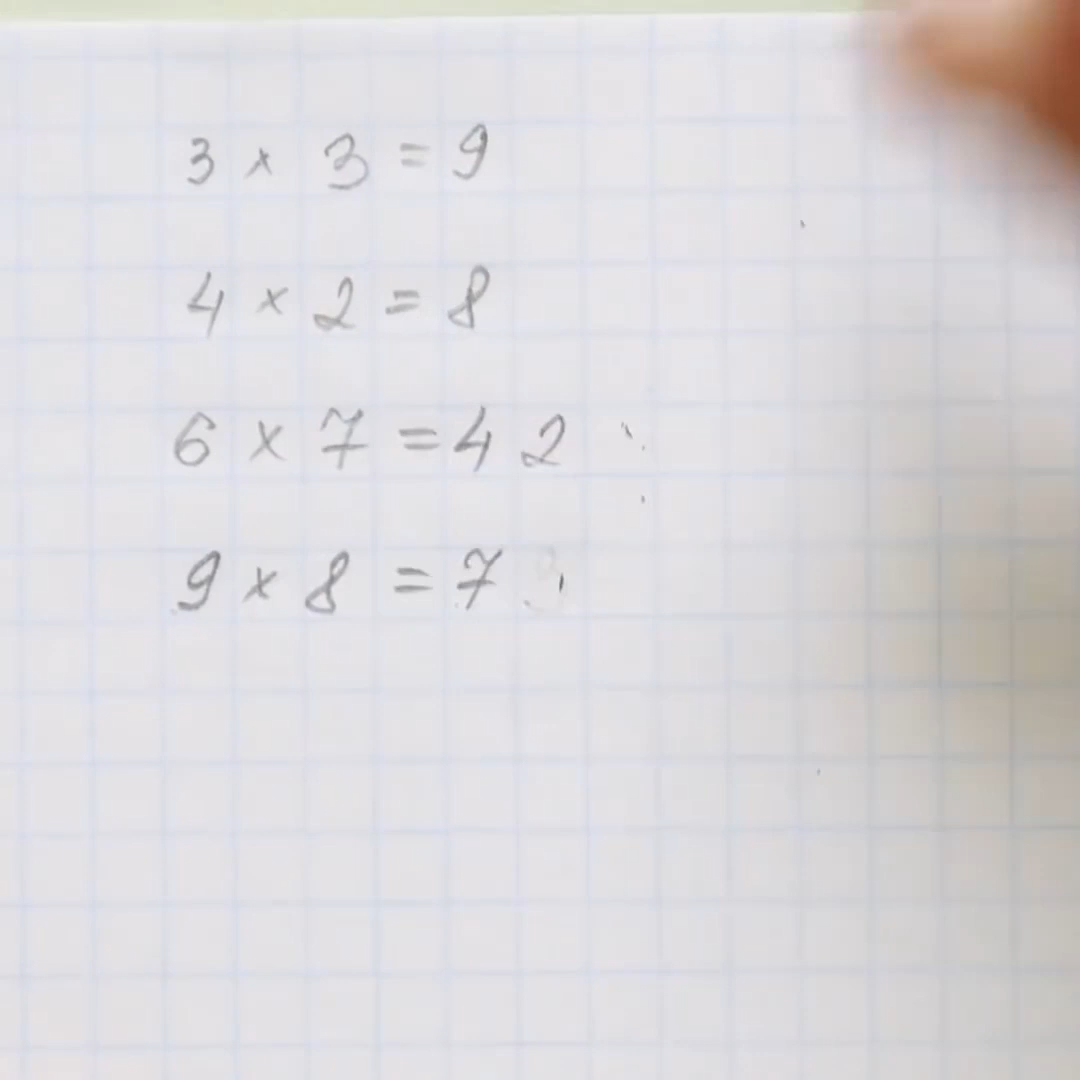 3 × 3 = 9
4 × 2 = 8
6 × 7 = 42
9 × 8 = 7